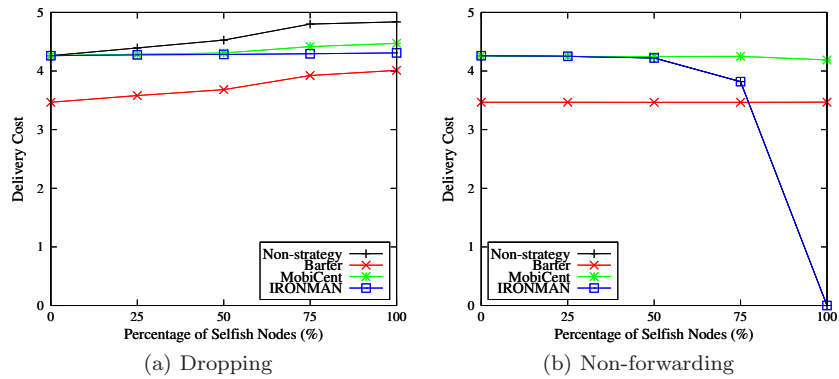 5
4
3
2
1
0
Delivery Cost
Non-strategy
Barter
MobiCent
IRONMAN
0 25 50 75 100
Percentage of Selfish Nodes (%)
(a) Dropping
5
4
3
2
1
0
Delivery Cost
Non-strategy
Barter
MobiCent
IRONMAN
0 25 50 75 100
Percentage of Selfish Nodes (%)
(b) Non-forwarding